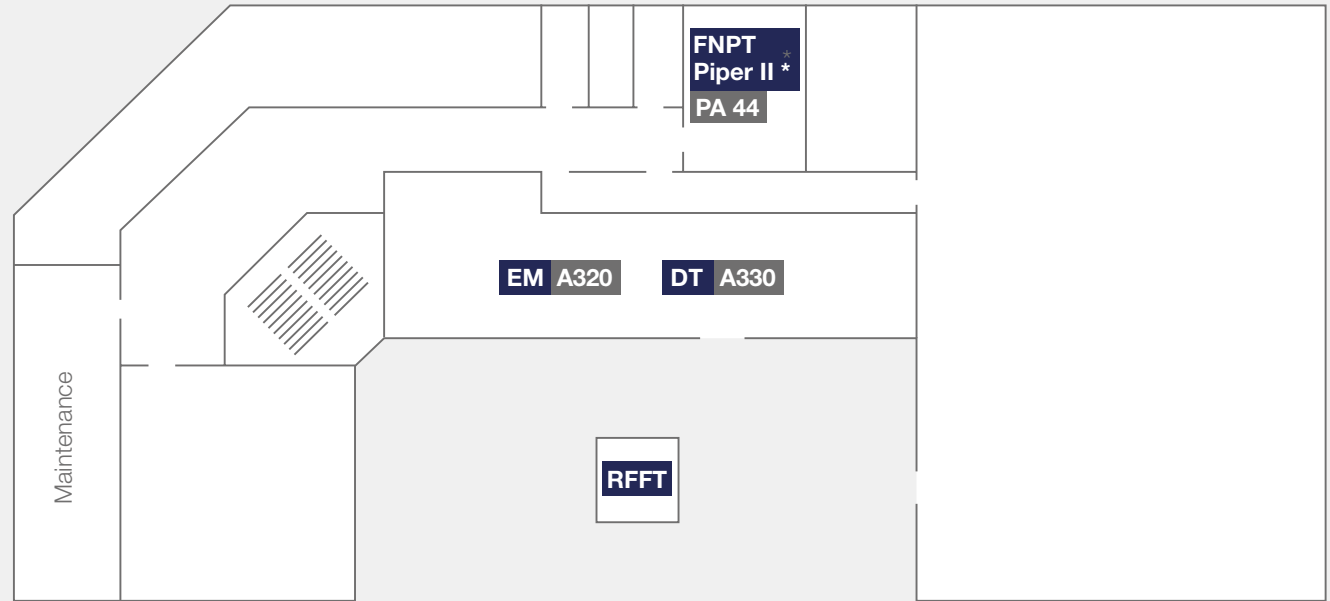 FNPT
Piper II *
PA 44
EM A320
DT A330
Maintenance
RFFT